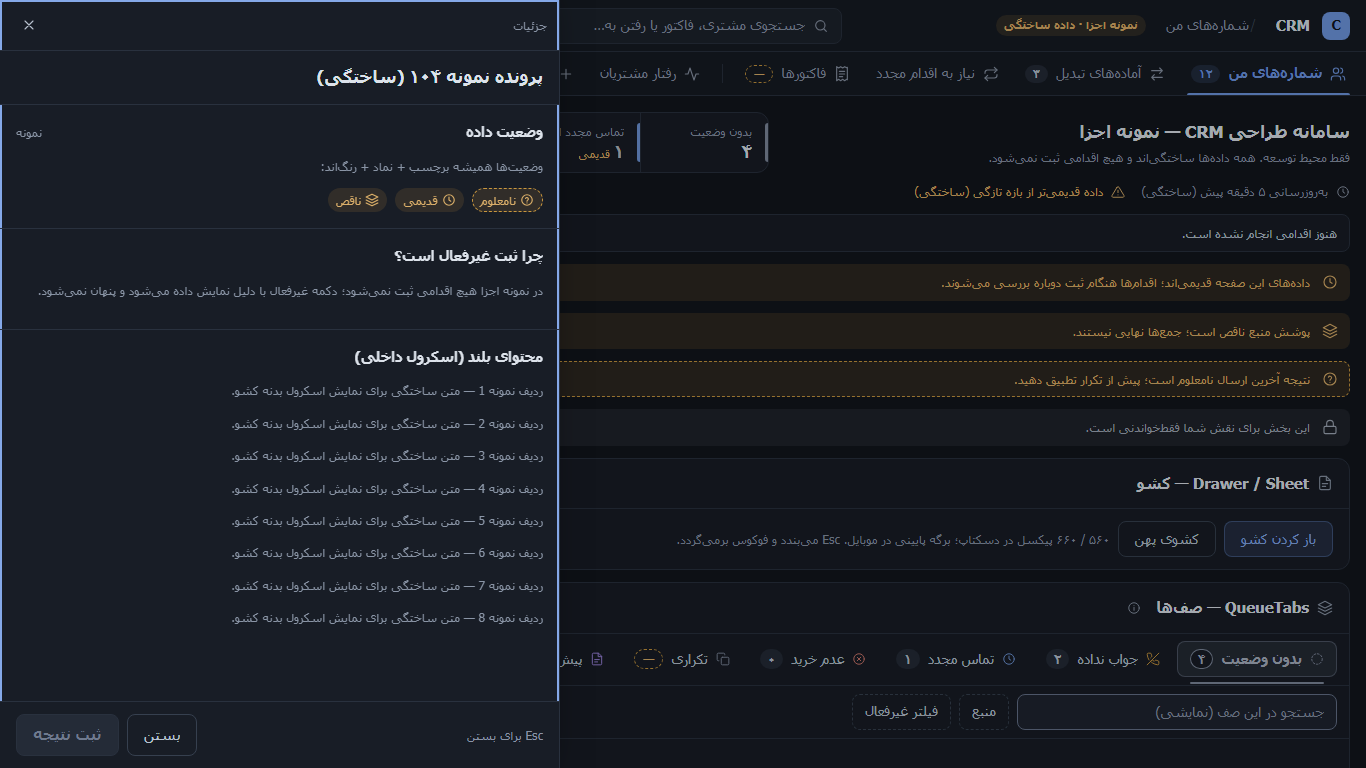 C CRM / شماره‌های من نمونه اجزا · داده ساختگی جستجوی مشتری، فاکتور یا رفتن به...
شماره‌های من ۱۲ آماده‌های تبدیل ۳ نیاز به اقدام مجدد فاکتورها — رفتار مشتریان
سامانه طراحی CRM — نمونه اجزا
فقط محیط توسعه. همه داده‌ها ساختگی‌اند و هیچ اقدامی ثبت نمی‌شود.
به‌روزرسانی ۵ دقیقه پیش (ساختگی) داده قدیمی‌تر از بازه تازگی (ساختگی)
بدون وضعیت
۴
تماس مجدد
۱ قدیمی
هنوز اقدامی انجام نشده است.
داده‌های این صفحه قدیمی‌اند؛ اقدام‌ها هنگام ثبت دوباره بررسی می‌شوند.
پوشش منبع ناقص است؛ جمع‌ها نهایی نیستند.
نتیجه آخرین ارسال نامعلوم است؛ پیش از تکرار تطبیق دهید.
این بخش برای نقش شما فقط‌خواندنی است.
Drawer / Sheet — کشو
باز کردن کشو کشوی پهن ۵۶۰ / ۶۶۰ پیکسل در دسکتاپ؛ برگه پایینی در موبایل. Esc می‌بندد و فوکوس برمی‌گردد.
QueueTabs — صف‌ها
بدون وضعیت ۴ جواب نداده ۲ تماس مجدد ۱ عدم خرید ۰ تکراری — پیش
جستجو در این صف (نمایشی) منبع فیلتر غیرفعال
جزئیات
پرونده نمونه ۱۰۴ (ساختگی)
وضعیت داده نمونه
وضعیت‌ها همیشه برچسب + نماد + رنگ‌اند:
نامعلوم قدیمی ناقص
چرا ثبت غیرفعال است؟
در نمونه اجزا هیچ اقدامی ثبت نمی‌شود؛ دکمه غیرفعال با دلیل نمایش داده می‌شود و پنهان نمی‌شود.
محتوای بلند (اسکرول داخلی)
ردیف نمونه 1 — متن ساختگی برای نمایش اسکرول بدنه کشو.
ردیف نمونه 2 — متن ساختگی برای نمایش اسکرول بدنه کشو.
ردیف نمونه 3 — متن ساختگی برای نمایش اسکرول بدنه کشو.
ردیف نمونه 4 — متن ساختگی برای نمایش اسکرول بدنه کشو.
ردیف نمونه 5 — متن ساختگی برای نمایش اسکرول بدنه کشو.
ردیف نمونه 6 — متن ساختگی برای نمایش اسکرول بدنه کشو.
ردیف نمونه 7 — متن ساختگی برای نمایش اسکرول بدنه کشو.
ردیف نمونه 8 — متن ساختگی برای نمایش اسکرول بدنه کشو.
Esc برای بستن بستن ثبت نتیجه